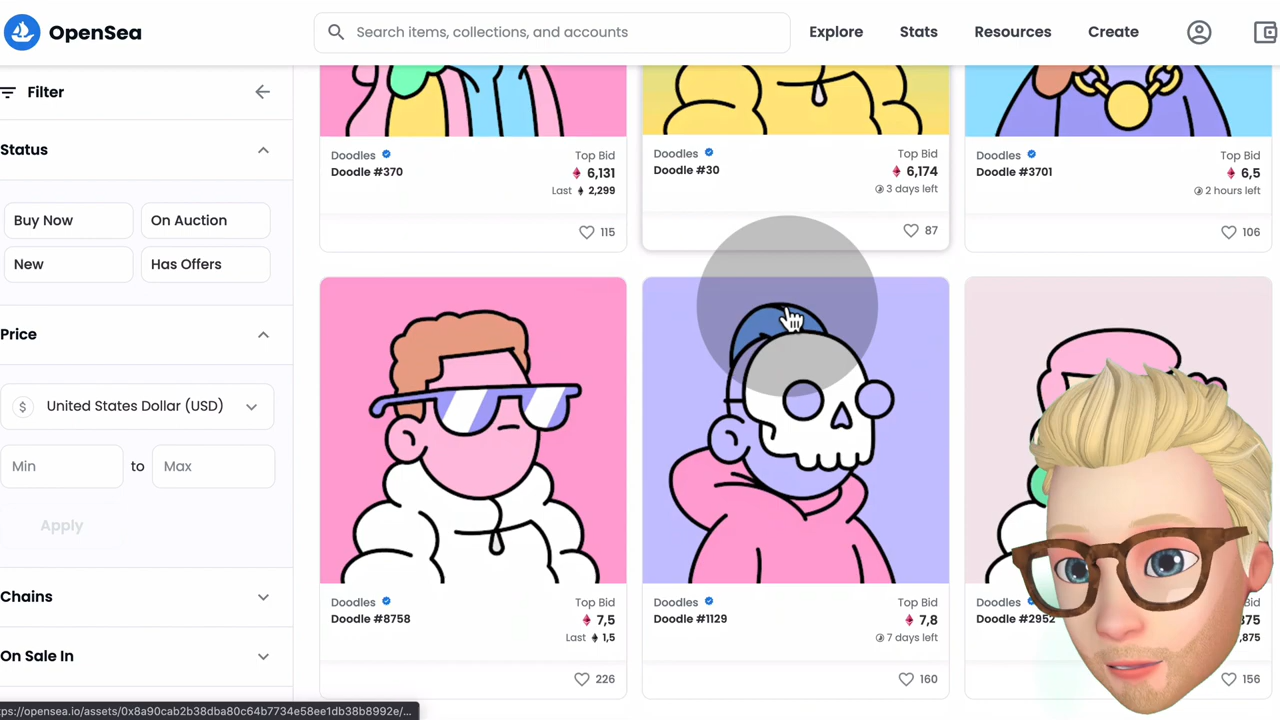 OpenSea
Search items, collections, and accounts
Explore
Stats
Resources
Create
Filter
Status
Buy Now
On Auction
New
Has Offers
Price
$
United States Dollar (USD)
Min
to
Max
Apply
Chains
On Sale In
Doodles
Top Bid
Doodle #370
6,131
Last 2,299
115
Doodles
Top Bid
Doodle #30
6,174
3 days left
87
Doodles
Top Bid
Doodle #3701
6,5
2 hours left
106
Doodles
Top Bid
Doodle #8758
7,5
Last 1,5
226
Doodles
Top Bid
Doodle #1129
7,8
7 days left
160
Doodles
Doodle #2952
375
,875
156
ps://opensea.io/assets/0x8a90cab2b38dba80c64b7734e58ee1db38b8992e/...